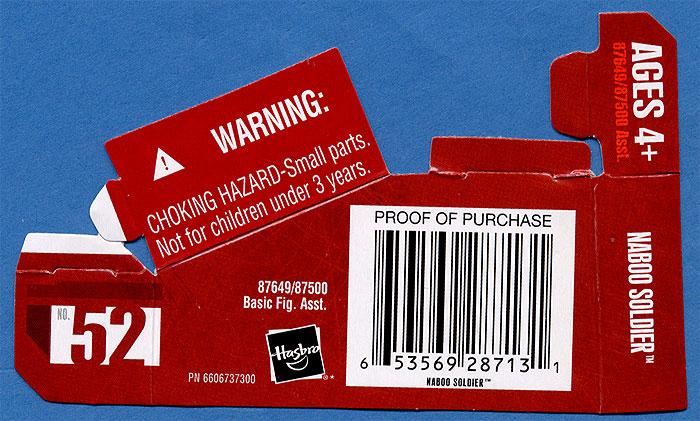 WARNING:
CHOKING HAZARD-Small parts.
Not for children under 3 years.
AGES 4+
87649/87500 Asst.
NABOO SOLDIER™
PROOF OF PURCHASE
6 53569 28713 1
NABOO SOLDIER™
87649/87500
Basic Fig. Asst.
Hasbro
®*
PN 6606737300
NO. 52